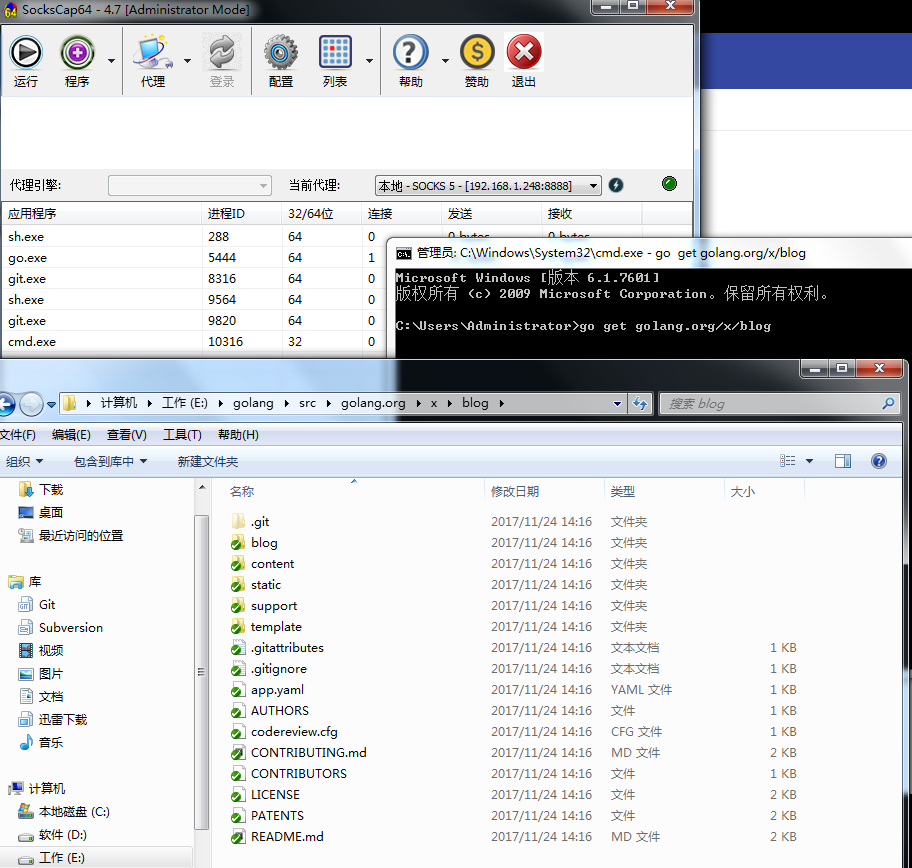 SocksCap64 - 4.7 [Administrator Mode]
运行 程序 代理 登录 配置 列表 帮助 赞助 退出
代理引擎: 当前代理: 本地 - SOCKS 5 - [192.168.1.248:8888]
应用程序 进程ID 32/64位 连接 发送 接收
sh.exe 288 64 0 0 bytes 0 bytes
go.exe 5444 64 1
git.exe 8316 64 0
sh.exe 9564 64 0
git.exe 9820 64 0
cmd.exe 10316 32 0
管理员: C:\Windows\System32\cmd.exe - go get golang.org/x/blog
Microsoft Windows [版本 6.1.7601]
版权所有 (c) 2009 Microsoft Corporation。保留所有权利。
C:\Users\Administrator>go get golang.org/x/blog
计算机 工作 (E:) golang src golang.org x blog 搜索 blog
文件(F) 编辑(E) 查看(V) 工具(T) 帮助(H)
组织 包含到库中 新建文件夹
下载
桌面
最近访问的位置
库
Git
Subversion
视频
图片
文档
迅雷下载
音乐
计算机
本地磁盘 (C:)
软件 (D:)
工作 (E:)
名称 修改日期 类型 大小
.git 2017/11/24 14:16 文件夹
blog 2017/11/24 14:16 文件夹
content 2017/11/24 14:16 文件夹
static 2017/11/24 14:16 文件夹
support 2017/11/24 14:16 文件夹
template 2017/11/24 14:16 文件夹
.gitattributes 2017/11/24 14:16 文本文档 1 KB
.gitignore 2017/11/24 14:16 文本文档 1 KB
app.yaml 2017/11/24 14:16 YAML 文件 1 KB
AUTHORS 2017/11/24 14:16 文件 1 KB
codereview.cfg 2017/11/24 14:16 CFG 文件 1 KB
CONTRIBUTING.md 2017/11/24 14:16 MD 文件 2 KB
CONTRIBUTORS 2017/11/24 14:16 文件 1 KB
LICENSE 2017/11/24 14:16 文件 2 KB
PATENTS 2017/11/24 14:16 文件 2 KB
README.md 2017/11/24 14:16 MD 文件 1 KB